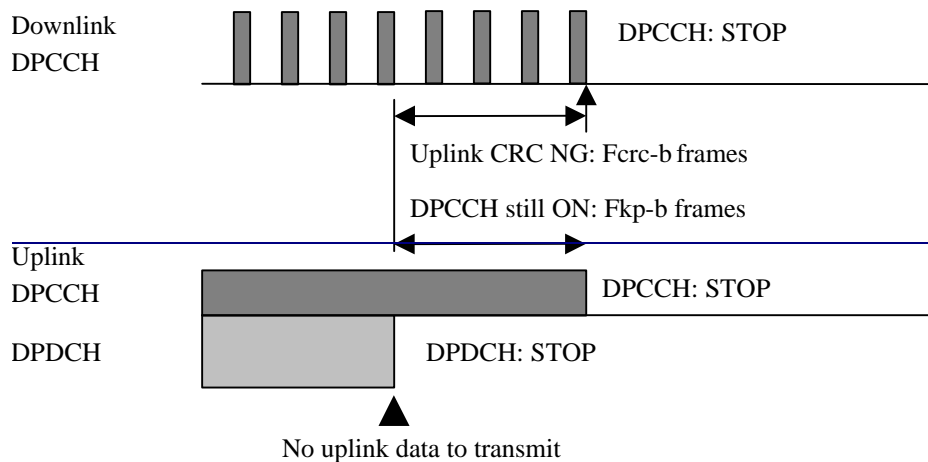 Downlink
DPCCH
DPCCH: STOP
Uplink CRC NG: Fcrc-b frames
DPCCH still ON: Fkp-b frames
Uplink
DPCCH
DPCCH: STOP
DPDCH
DPDCH: STOP
No uplink data to transmit